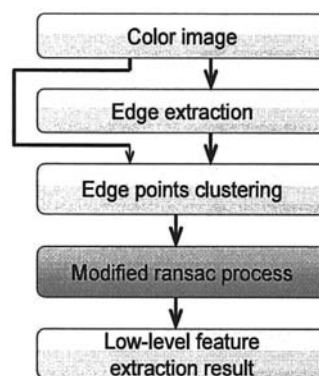 Color image
Edge extraction
Edge points clustering
Modified ransac process
Low-level feature
extraction result